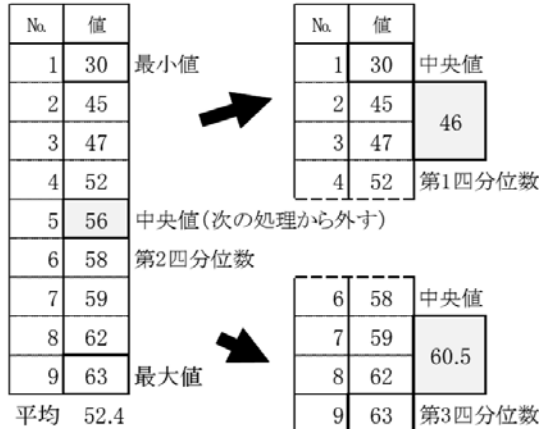 № 値
1 30 最小値
2 45
3 47
4 52
5 56 中央値(次の処理から外す)
6 58 第2四分位数
7 59
8 62
9 63 最大値
平均 52.4
№ 値
1 30 中央値
2 45
46
3 47
4 52 第1四分位数
6 58 中央値
7 59
60.5
8 62
9 63 第3四分位数